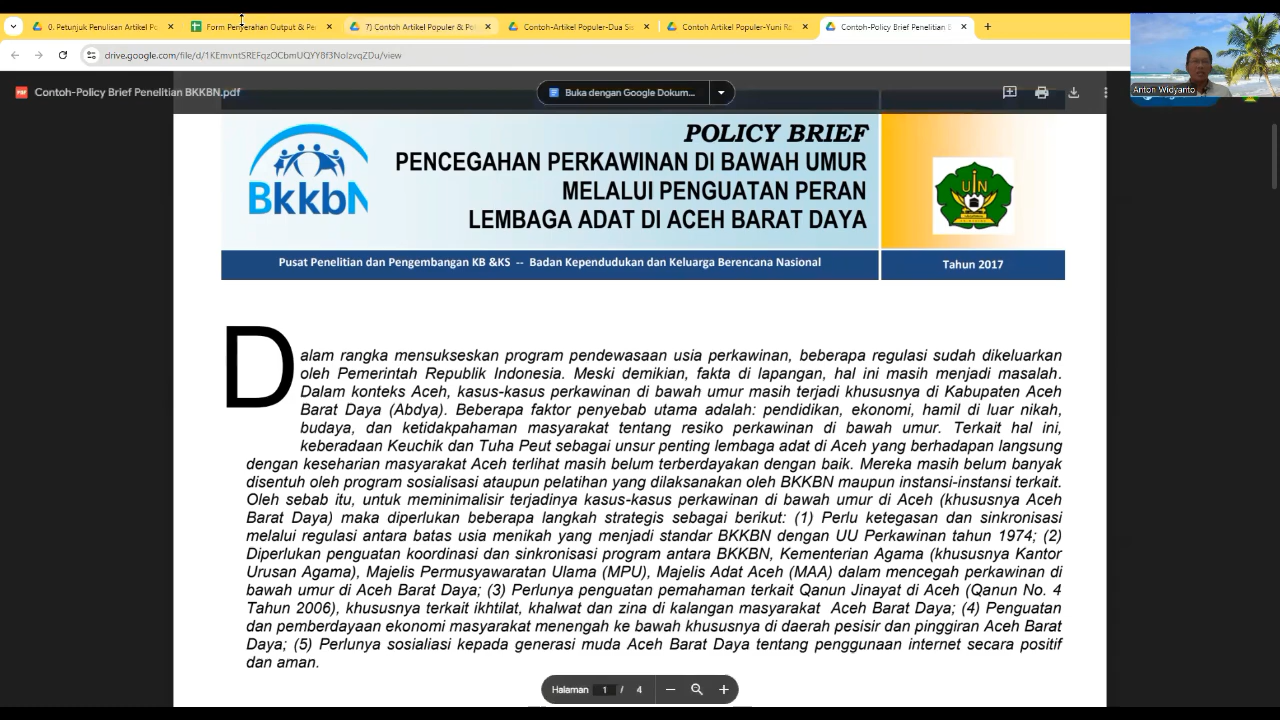 0. Petunjuk Penulisan Artikel Po
Form Penyerahan Output & Pe
7) Contoh Artikel Populer & Pol
Contoh-Artikel Populer-Dua Sis
Contoh Artikel Populer-Yuni Ro
Contoh-Policy Brief Penelitian B
drive.google.com/file/d/1KEmvntSREFqzOCbmUQYY8f3NoIzvqZDu/view
Anton Widyanto
PDF
Contoh-Policy Brief Penelitian BKKBN.pdf
Buka dengan Google Dokum...
POLICY BRIEF
PENCEGAHAN PERKAWINAN DI BAWAH UMUR
MELALUI PENGUATAN PERAN
LEMBAGA ADAT DI ACEH BARAT DAYA
BkkbN
UIN
Pusat Penelitian dan Pengembangan KB &KS -- Badan Kependudukan dan Keluarga Berencana Nasional
Tahun 2017
Dalam rangka mensukseskan program pendewasaan usia perkawinan, beberapa regulasi sudah dikeluarkan
oleh Pemerintah Republik Indonesia. Meski demikian, fakta di lapangan, hal ini masih menjadi masalah.
Dalam konteks Aceh, kasus-kasus perkawinan di bawah umur masih terjadi khususnya di Kabupaten Aceh
Barat Daya (Abdya). Beberapa faktor penyebab utama adalah: pendidikan, ekonomi, hamil di luar nikah,
budaya, dan ketidakpahaman masyarakat tentang resiko perkawinan di bawah umur. Terkait hal ini,
keberadaan Keuchik dan Tuha Peut sebagai unsur penting lembaga adat di Aceh yang berhadapan langsung
dengan keseharian masyarakat Aceh terlihat masih belum terberdayakan dengan baik. Mereka masih belum banyak
disentuh oleh program sosialisasi ataupun pelatihan yang dilaksanakan oleh BKKBN maupun instansi-instansi terkait.
Oleh sebab itu, untuk meminimalisir terjadinya kasus-kasus perkawinan di bawah umur di Aceh (khususnya Aceh
Barat Daya) maka diperlukan beberapa langkah strategis sebagai berikut: (1) Perlu ketegasan dan sinkronisasi
melalui regulasi antara batas usia menikah yang menjadi standar BKKBN dengan UU Perkawinan tahun 1974; (2)
Diperlukan penguatan koordinasi dan sinkronisasi program antara BKKBN, Kementerian Agama (khususnya Kantor
Urusan Agama), Majelis Permusyawaratan Ulama (MPU), Majelis Adat Aceh (MAA) dalam mencegah perkawinan di
bawah umur di Aceh Barat Daya; (3) Perlunya penguatan pemahaman terkait Qanun Jinayat di Aceh (Qanun No. 4
Tahun 2006), khususnya terkait ikhtilat, khalwat dan zina di kalangan masyarakat Aceh Barat Daya; (4) Penguatan
dan pemberdayaan ekonomi masyarakat menengah ke bawah khususnya di daerah pesisir dan pinggiran Aceh Barat
Daya; (5) Perlunya sosialiasi kepada generasi muda Aceh Barat Daya tentang penggunaan internet secara positif
dan aman.
Halaman 1 / 4